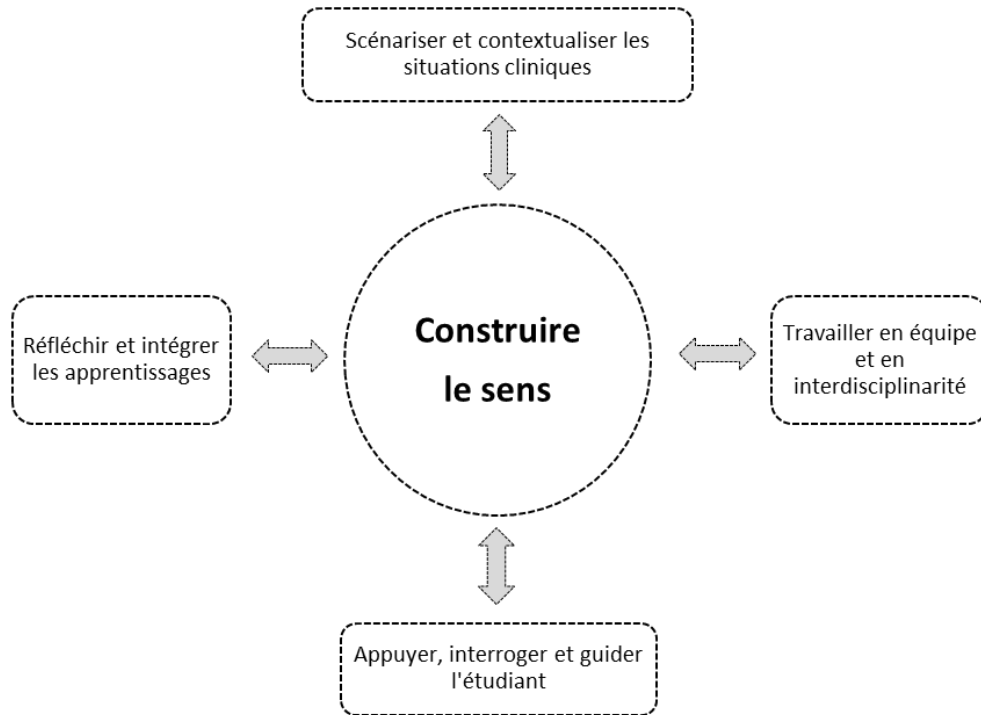 Scénariser et contextualiser les
situations cliniques
Réfléchir et intégrer
les apprentissages
Construire
le sens
Travailler en équipe
et en
interdisciplinarité
Appuyer, interroger et guider
l'étudiant